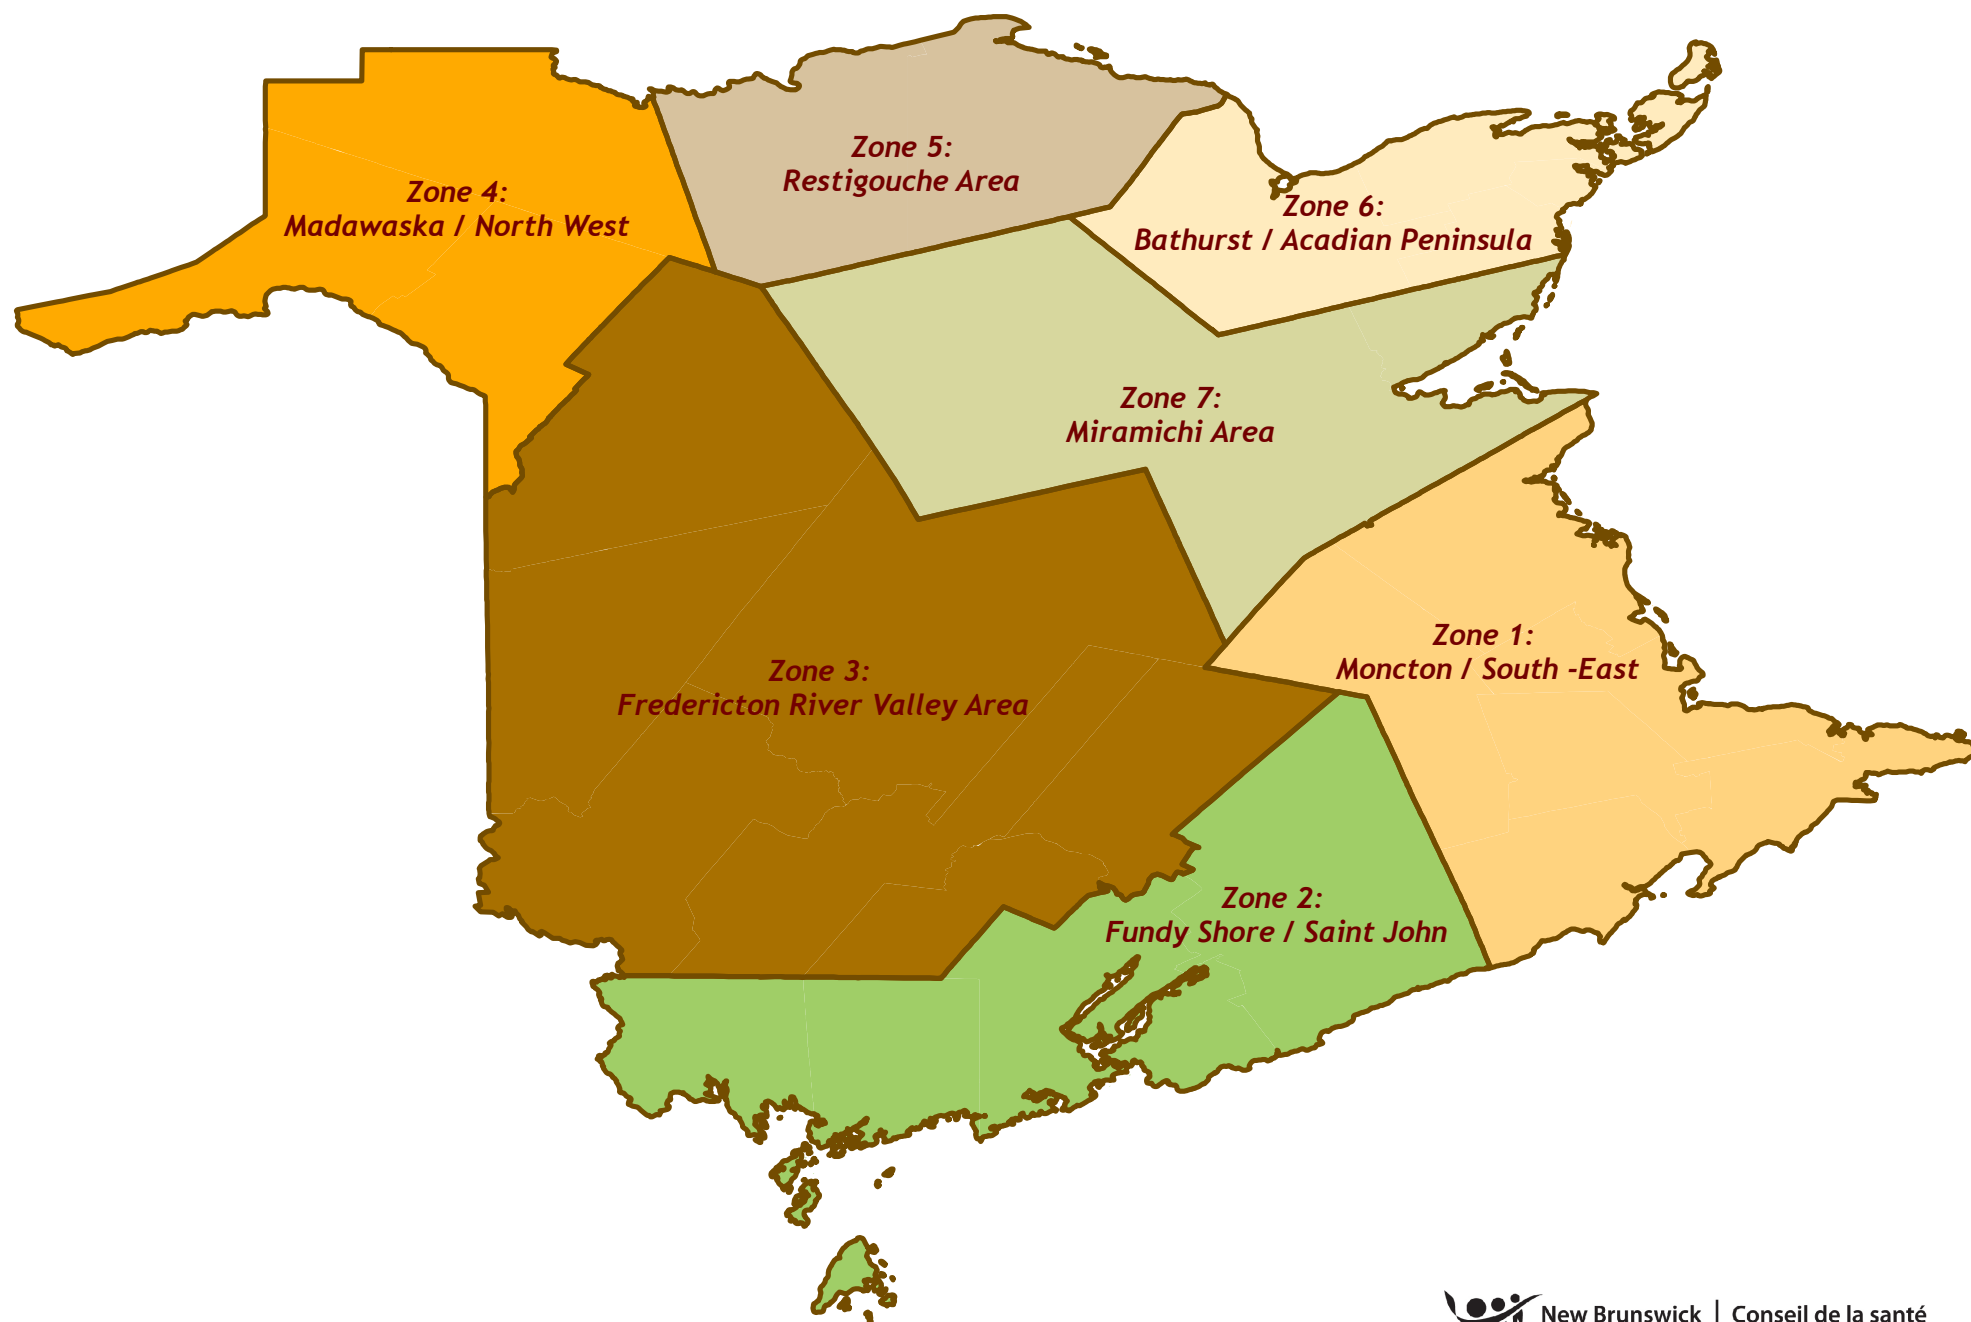 Zone 5:
Restigouche Area
Zone 4:
Madawaska / North West
Zone 6:
Bathurst / Acadian Peninsula
Zone 7:
Miramichi Area
Zone 1:
Moncton / South -East
Zone 3:
Fredericton River Valley Area
Zone 2:
Fundy Shore / Saint John
New Brunswick | Conseil de la santé